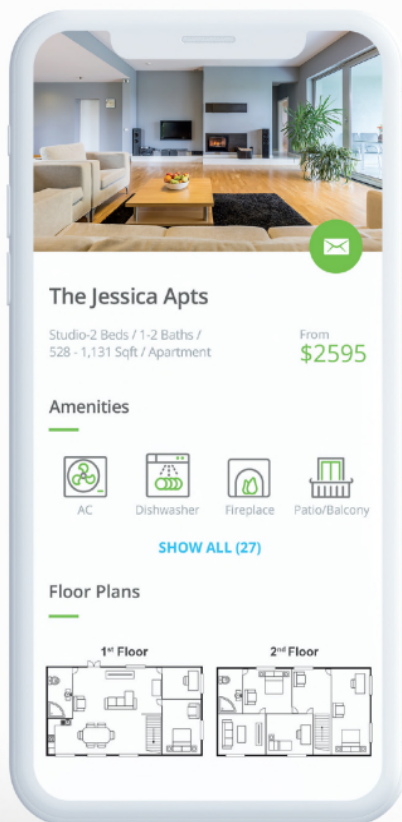 The Jessica Apts
Studio-2 Beds / 1-2 Baths /
528 - 1,131 Sqft / Apartment
From
$2595
Amenities
AC
Dishwasher
Fireplace
Patio/Balcony
SHOW ALL (27)
Floor Plans
1st Floor
2nd Floor